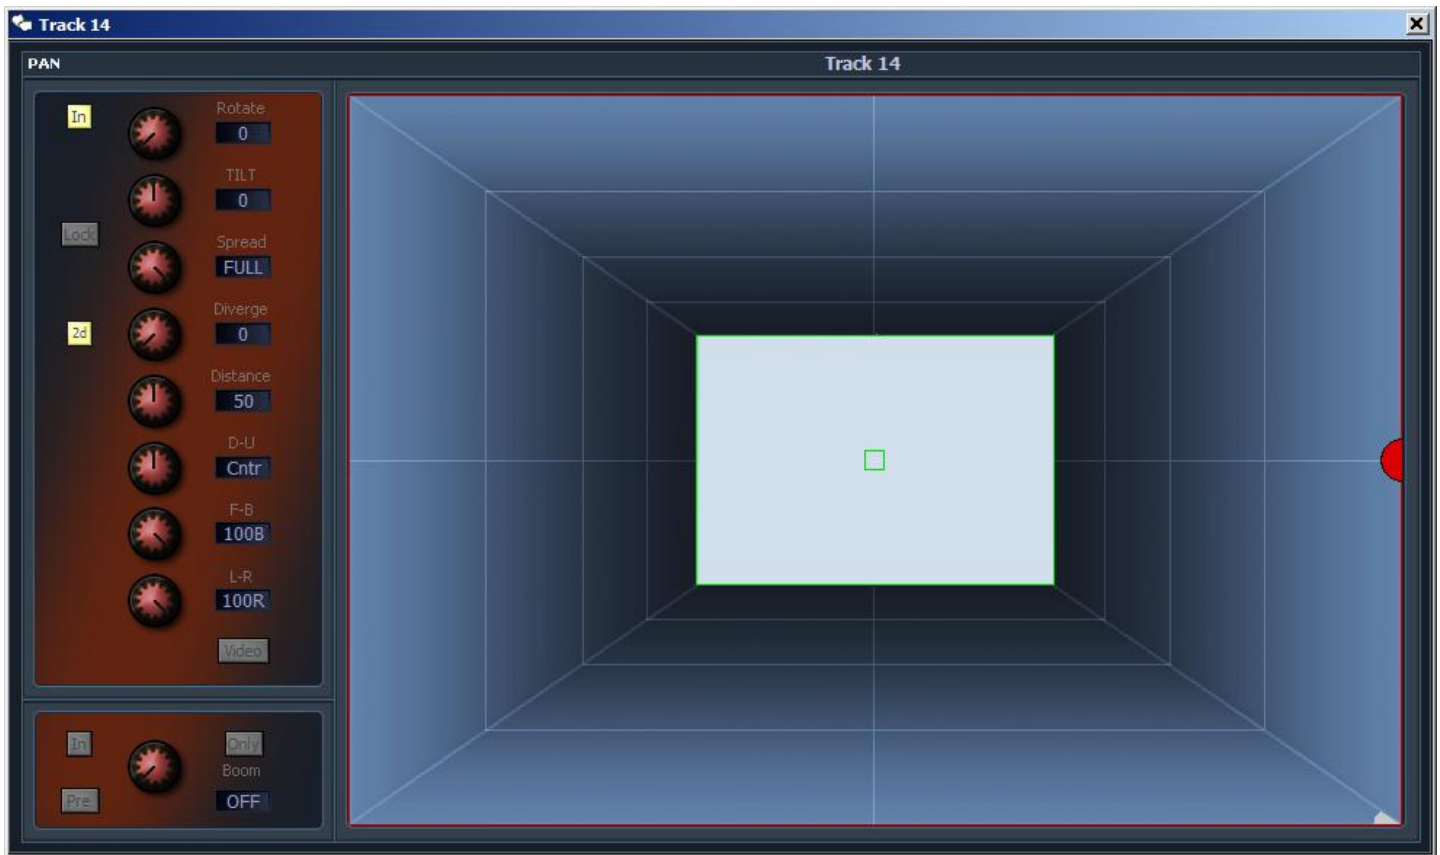 Track 14
PAN
Track 14
In
Rotate
0
TILT
0
Lock
Spread
FULL
Diverge
2d
0
Distance
50
D-U
Cntr
F-B
100B
L-R
100R
Video
In
Only
Boom
Pre
OFF